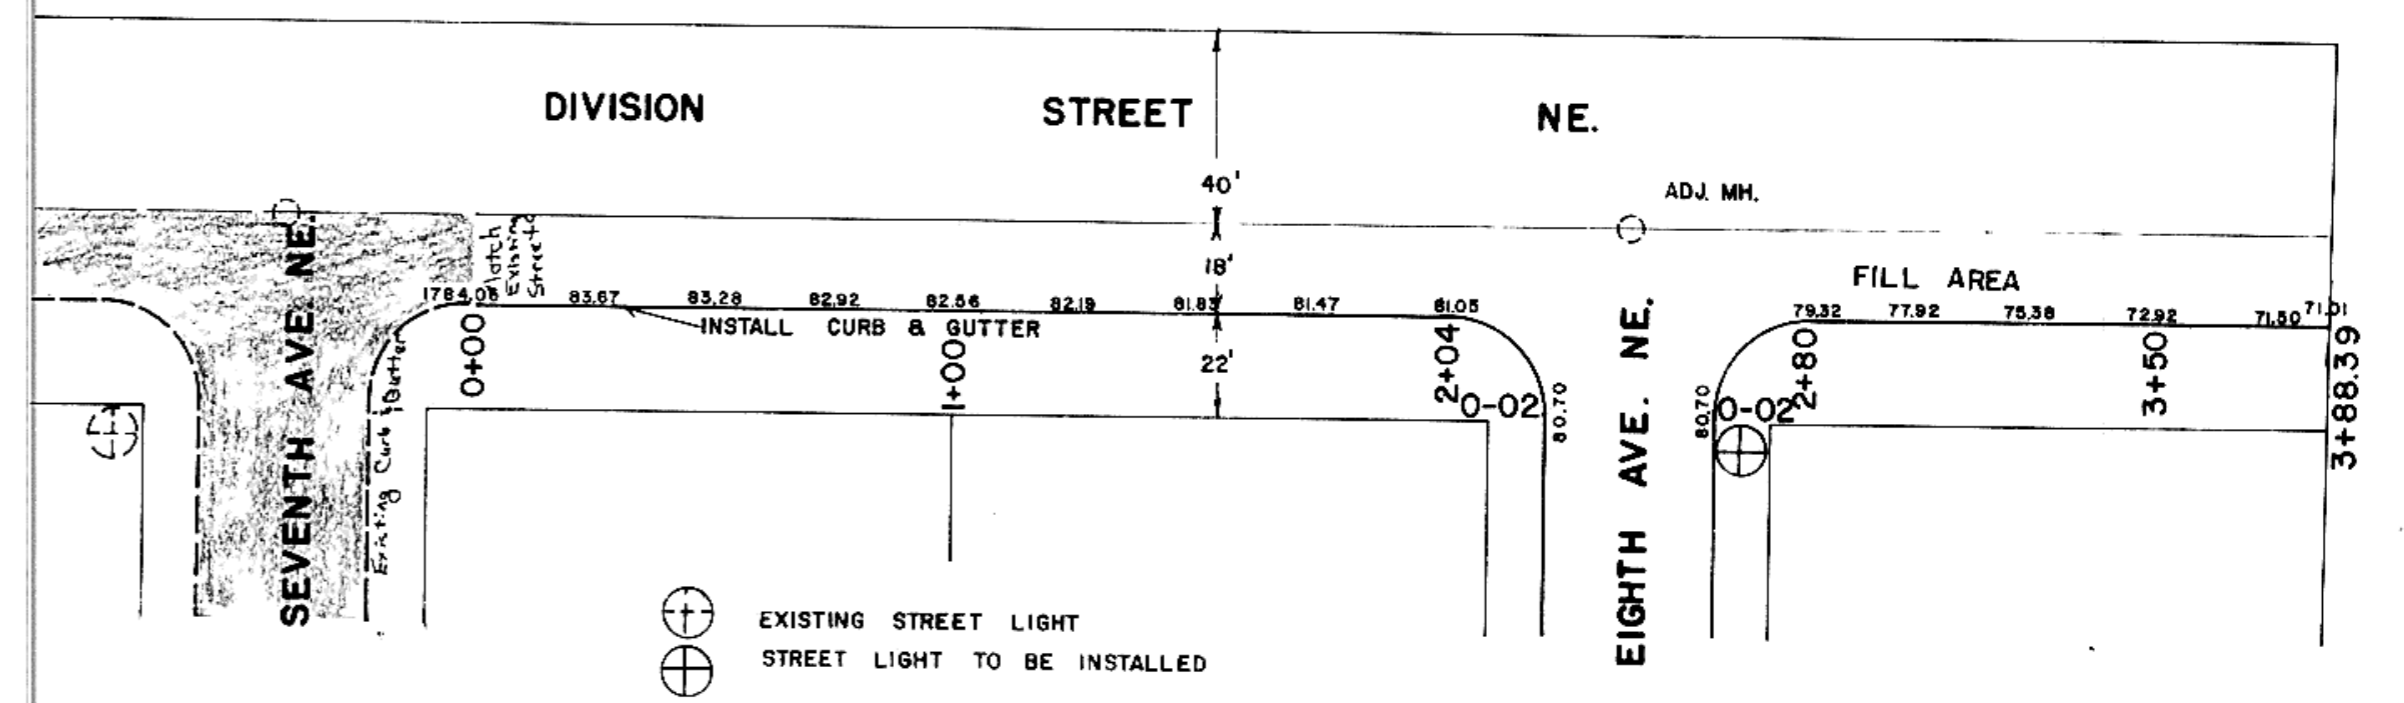 DIVISION STREET NE.
40'
ADJ. MH.
SEVENTH AVE. NE.
Match
Existing
Street
18'
FILL AREA
1784.06 83.67 83.28 82.92 82.56 82.19 81.83 81.47 81.05
79.32 77.92 75.38 72.92 71.50 71.01
INSTALL CURB & GUTTER
Existing Curb & Gutter
0+00
1+00
22'
2+04
0-02
80.70
EIGHTH AVE. NE.
80.70
0-02
2+80
3+50
3+88.39
EXISTING STREET LIGHT
STREET LIGHT TO BE INSTALLED